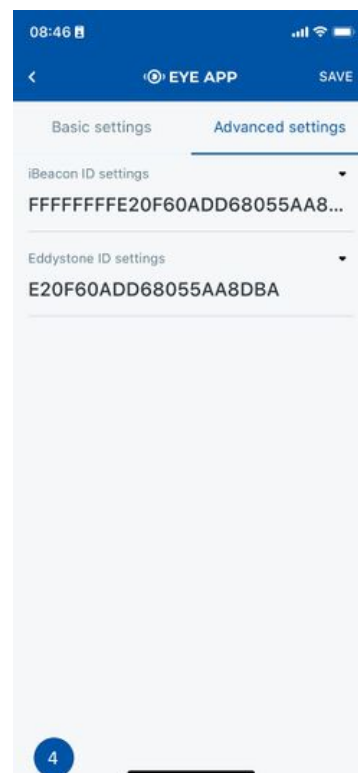 08:46
EYE APP SAVE
Basic settings Advanced settings
iBeacon ID settings
FFFFFFFFE20F60ADD68055AA8...
Eddystone ID settings
E20F60ADD68055AA8DBA
4